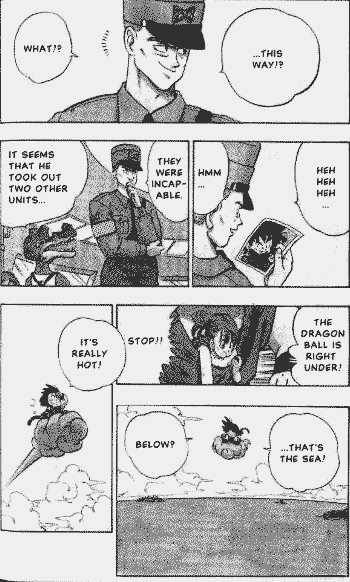 WHAT!?
...THIS
WAY!?
IT SEEMS
THAT HE
TOOK OUT
TWO OTHER
UNITS...
THEY
WERE
INCAP-
ABLE.
HMM
...
HEH
HEH
HEH
...
IT'S
REALLY
HOT!
STOP!!
THE
DRAGON
BALL IS
RIGHT
UNDER!
BELOW?
...THAT'S
THE SEA!